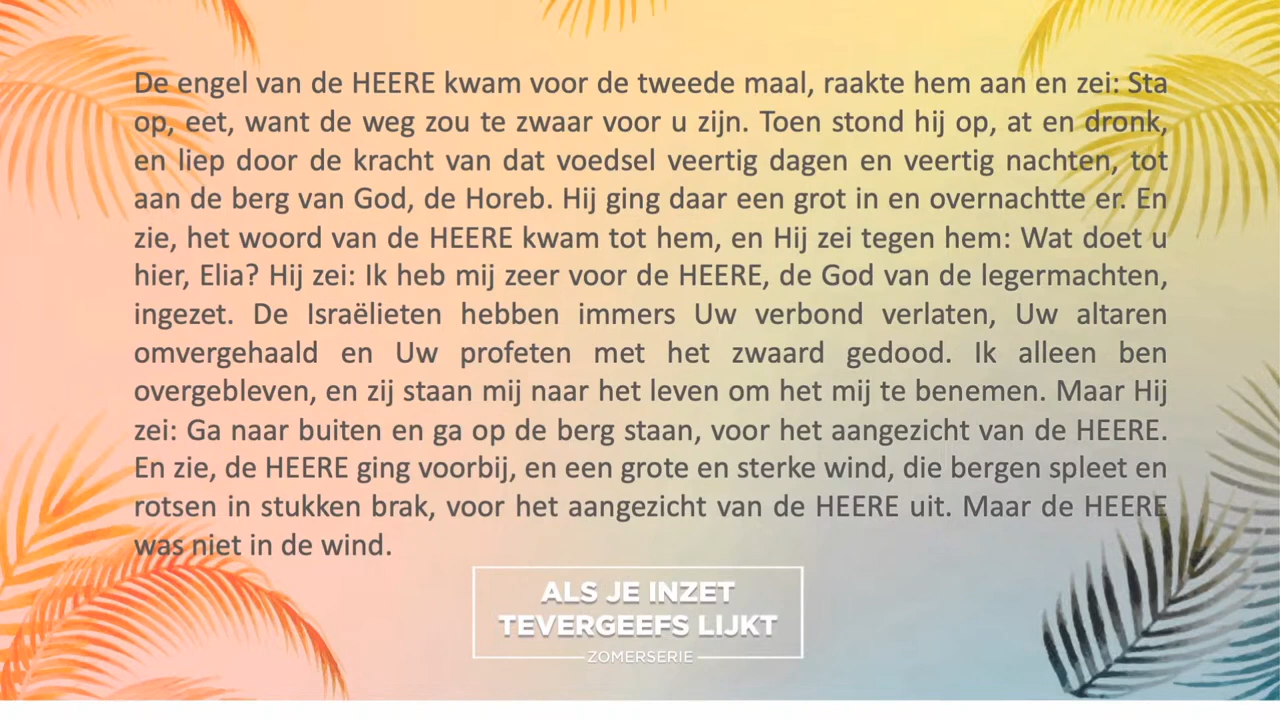 De engel van de HEERE kwam voor de tweede maal, raakte hem aan en zei: Sta
op, eet, want de weg zou te zwaar voor u zijn. Toen stond hij op, at en dronk,
en liep door de kracht van dat voedsel veertig dagen en veertig nachten, tot
aan de berg van God, de Horeb. Hij ging daar een grot in en overnachtte er. En
zie, het woord van de HEERE kwam tot hem, en Hij zei tegen hem: Wat doet u
hier, Elia? Hij zei: Ik heb mij zeer voor de HEERE, de God van de legermachten,
ingezet. De Israëlieten hebben immers Uw verbond verlaten, Uw altaren
omvergehaald en Uw profeten met het zwaard gedood. Ik alleen ben
overgebleven, en zij staan mij naar het leven om het mij te benemen. Maar Hij
zei: Ga naar buiten en ga op de berg staan, voor het aangezicht van de HEERE.
En zie, de HEERE ging voorbij, en een grote en sterke wind, die bergen spleet en
rotsen in stukken brak, voor het aangezicht van de HEERE uit. Maar de HEERE
was niet in de wind.
ALS JE INZET
TEVERGEEFS LIJKT
ZOMERSERIE